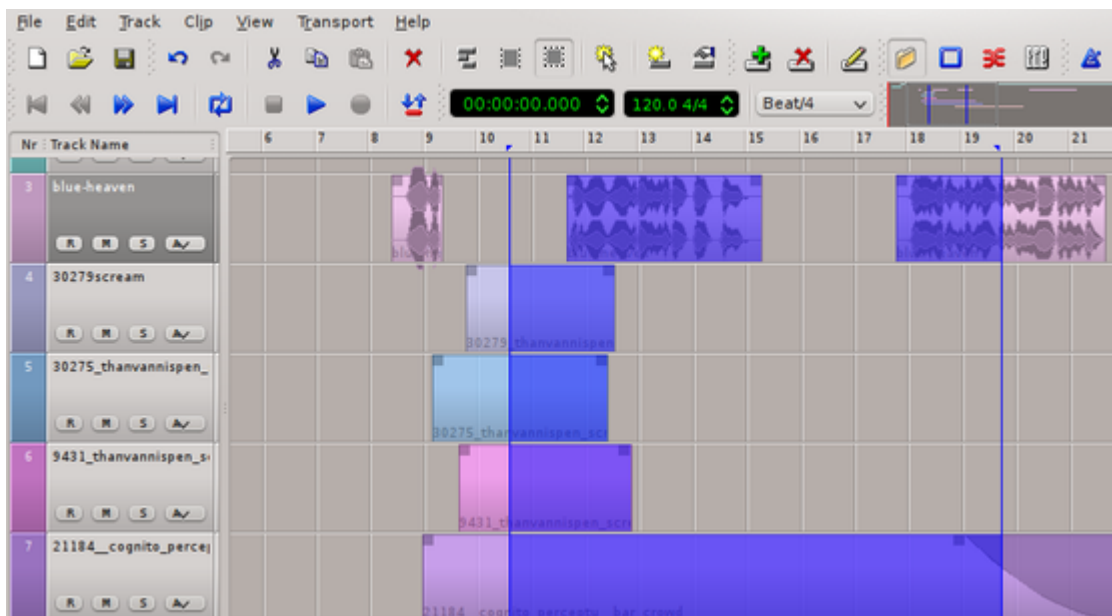 File Edit Track Clip View Transport Help
00:00:00.000 120.0 4/4 Beat/4
Nr Track Name 6 7 8 9 10 11 12 13 14 15 16 17 18 19 20 21
3 blue-heaven
R M S A
4 30279scream
R M S A
30279_thanvannispen
5 30275_thanvannispen_
R M S A
30275_thanvannispen_scr
6 9431_thanvannispen_s
R M S A
9431_thanvannispen_scre
7 21184__cognito_percep
R M S A
21184__cognito_perceptu__bar_crowd